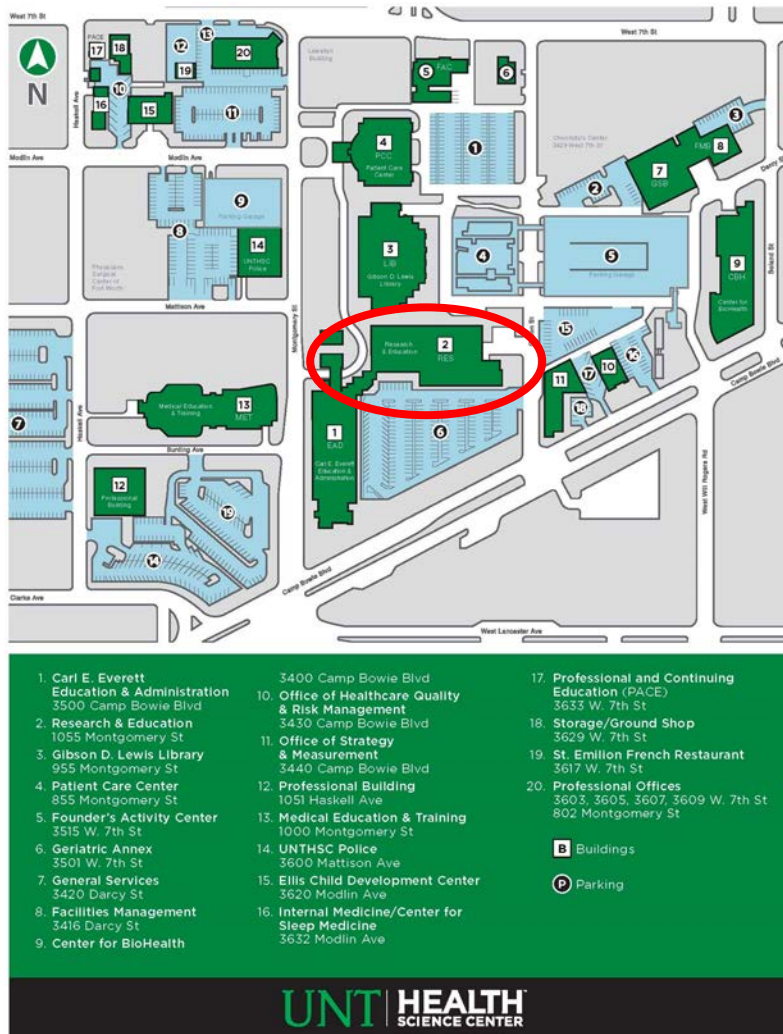 West 7th St
West 7th St
PACE
17
18
12
13
20
19
10
16
15
11
Haskell Ave
Lewiston
Building
5
FAC
6
1
3
4
PCC
Patient Care
Center
FMB
8
7
GSB
2
Darcy St
Modlin Ave
Modlin Ave
9
Parking Garage
8
14
UNTHSC
Police
Mattison Ave
Montgomery St
3
LIB
Gibson D. Lewis
Library
4
5
Parking Garage
9
CBH
Center for
BioHealth
Boland St
Research
& Education
2
RES
15
16
17
10
11
18
Camp Bowie Blvd
7
Haskell Ave
Medical Education
& Training
13
MET
1
EAD
Carl E. Everett
Education &
Administration
6
Bunting Ave
12
Professional
Building
19
14
West Will Rogers Rd
Camp Bowie Blvd
Clarke Ave
West Lancaster Ave
N
1. Carl E. Everett
Education & Administration
3500 Camp Bowie Blvd
2. Research & Education
1055 Montgomery St
3. Gibson D. Lewis Library
955 Montgomery St
4. Patient Care Center
855 Montgomery St
5. Founder's Activity Center
3515 W. 7th St
6. Geriatric Annex
3501 W. 7th St
7. General Services
3420 Darcy St
8. Facilities Management
3416 Darcy St
9. Center for BioHealth
3400 Camp Bowie Blvd
10. Office of Healthcare Quality
& Risk Management
3430 Camp Bowie Blvd
11. Office of Strategy
& Measurement
3440 Camp Bowie Blvd
12. Professional Building
1051 Haskell Ave
13. Medical Education & Training
1000 Montgomery St
14. UNTHSC Police
3600 Mattison Ave
15. Ellis Child Development Center
3620 Modlin Ave
16. Internal Medicine/Center for
Sleep Medicine
3632 Modlin Ave
17. Professional and Continuing
Education (PACE)
3633 W. 7th St
18. Storage/Ground Shop
3629 W. 7th St
19. St. Emilion French Restaurant
3617 W. 7th St
20. Professional Offices
3603, 3605, 3607, 3609 W. 7th St
802 Montgomery St
B Buildings
P Parking
UNT HEALTH
SCIENCE CENTER